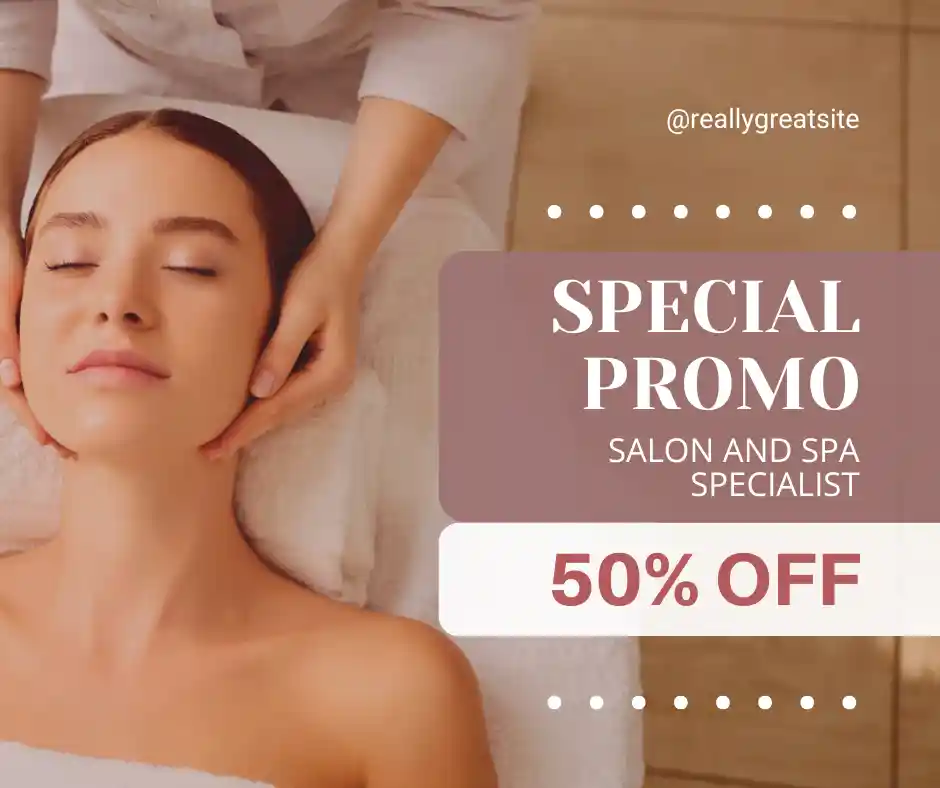 @reallygreatsite
SPECIAL
PROMO
SALON AND SPA
SPECIALIST
50% OFF